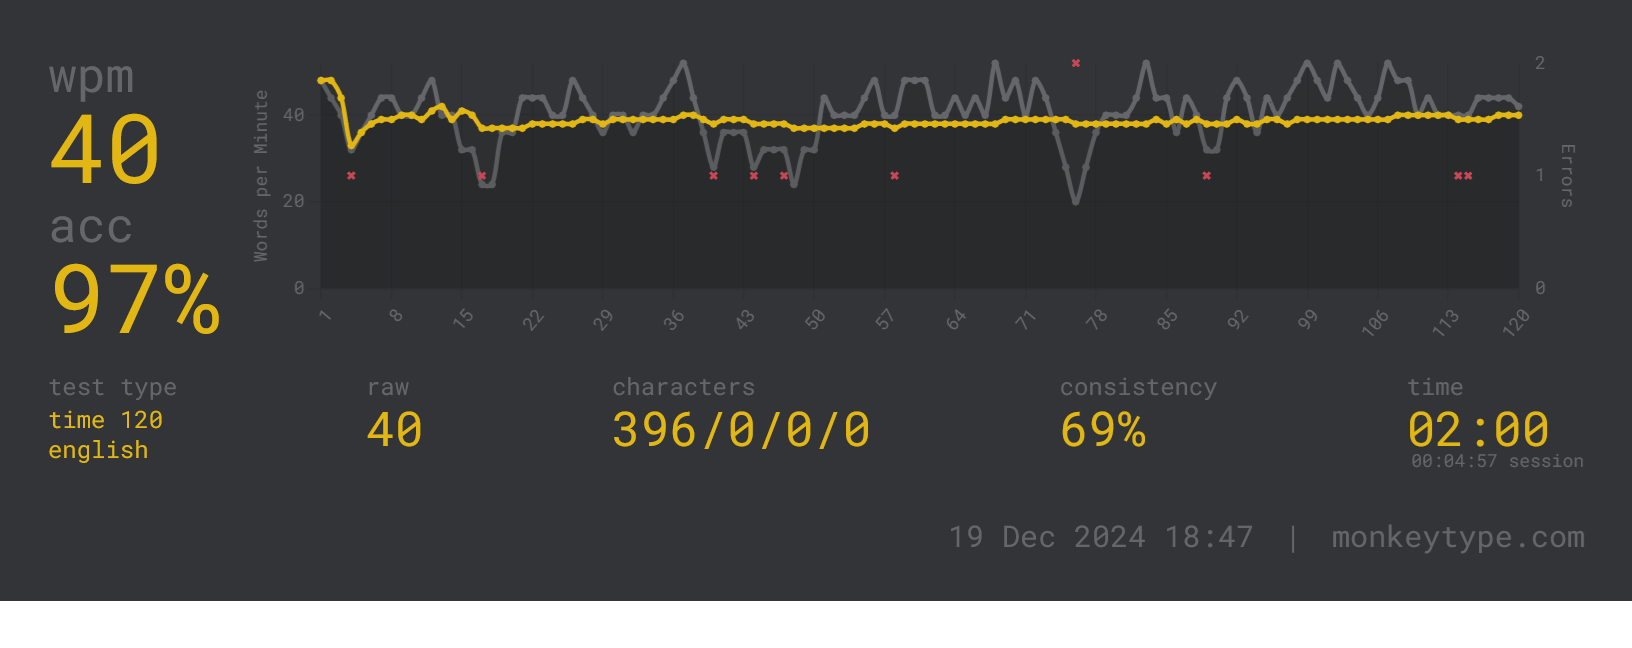 wpm
40
acc
97%
Words per Minute
40
20
0
2
1
0
Errors
1 8 15 22 29 36 43 50 57 64 71 78 85 92 99 106 113 120
test type
time 120
english
raw
40
characters
396/0/0/0
consistency
69%
time
02:00
00:04:57 session
19 Dec 2024 18:47 | monkeytype.com